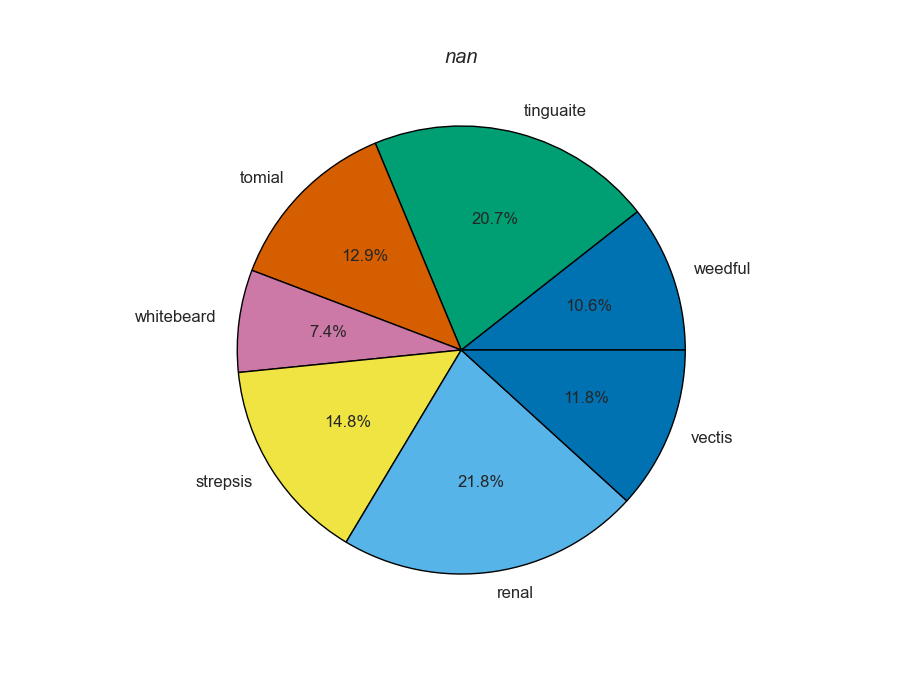 nan
tinguaite
tomial
20.7%
12.9%
weedful
10.6%
whitebeard
7.4%
11.8%
14.8%
vectis
strepsis
21.8%
renal